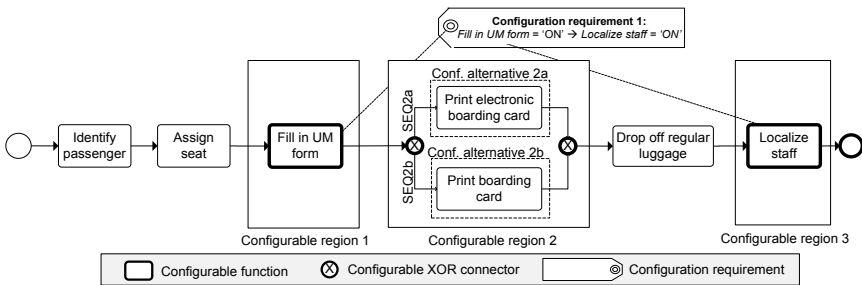 Configuration requirement 1:
Fill in UM form = ‘ON’ → Localize staff = ‘ON’
Conf. alternative 2a
SEQ2a
Print electronic
boarding card
Identify
passenger
Assign
seat
Fill in UM
form
X
X
Drop off regular
luggage
Localize
staff
Conf. alternative 2b
SEQ2b
Print boarding
card
Configurable region 1
Configurable region 2
Configurable region 3
Configurable function
X
Configurable XOR connector
Configuration requirement